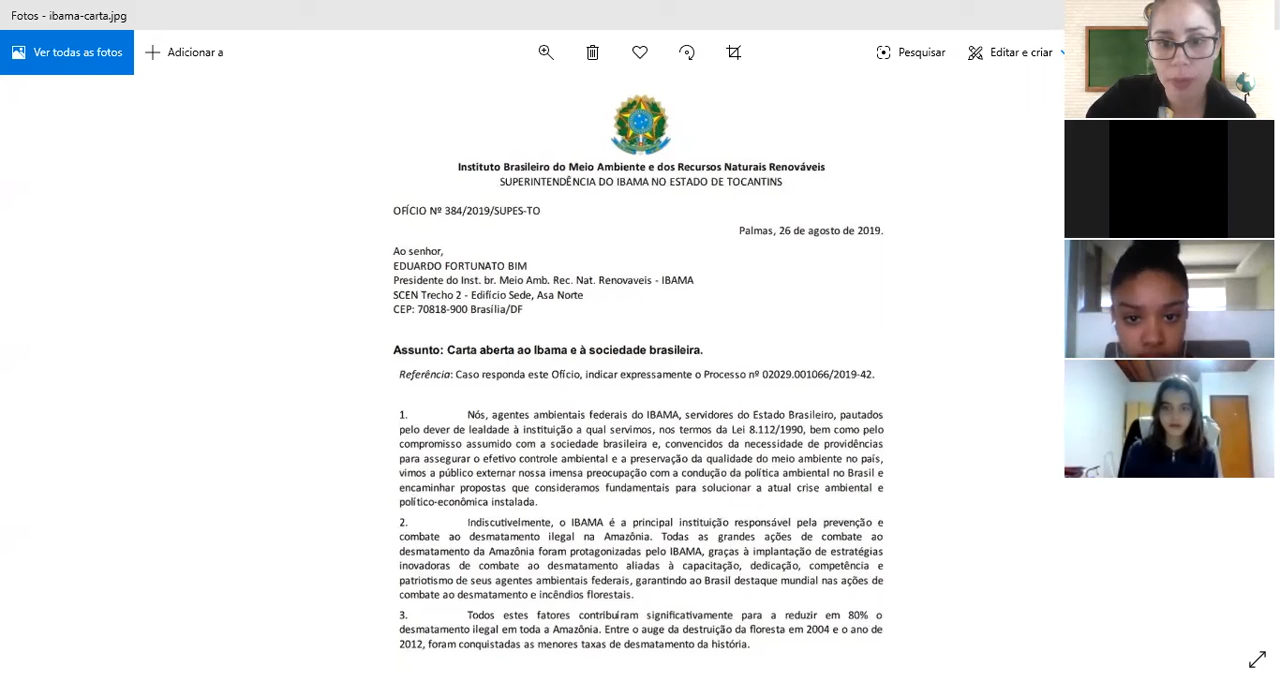 Fotos - ibama-carta.jpg
Ver todas as fotos
Adicionar a
Pesquisar
Editar e criar
Instituto Brasileiro do Meio Ambiente e dos Recursos Naturais Renováveis
SUPERINTENDÊNCIA DO IBAMA NO ESTADO DE TOCANTINS
OFÍCIO Nº 384/2019/SUPES-TO
Palmas, 26 de agosto de 2019.
Ao senhor,
EDUARDO FORTUNATO BIM
Presidente do Inst. br. Meio Amb. Rec. Nat. Renovaveis - IBAMA
SCEN Trecho 2 - Edifício Sede, Asa Norte
CEP: 70818-900 Brasília/DF
Assunto: Carta aberta ao Ibama e à sociedade brasileira.
Referência: Caso responda este Ofício, indicar expressamente o Processo nº 02029.001066/2019-42.
1. Nós, agentes ambientais federais do IBAMA, servidores do Estado Brasileiro, pautados
pelo dever de lealdade à instituição a qual servimos, nos termos da Lei 8.112/1990, bem como pelo
compromisso assumido com a sociedade brasileira e, convencidos da necessidade de providências
para assegurar o efetivo controle ambiental e a preservação da qualidade do meio ambiente no país,
vimos a público externar nossa imensa preocupação com a condução da política ambiental no Brasil e
encaminhar propostas que consideramos fundamentais para solucionar a atual crise ambiental e
político-econômica instalada.
2. Indiscutivelmente, o IBAMA é a principal instituição responsável pela prevenção e
combate ao desmatamento ilegal na Amazônia. Todas as grandes ações de combate ao
desmatamento da Amazônia foram protagonizadas pelo IBAMA, graças à implantação de estratégias
inovadoras de combate ao desmatamento aliadas à capacitação, dedicação, competência e
patriotismo de seus agentes ambientais federais, garantindo ao Brasil destaque mundial nas ações de
combate ao desmatamento e incêndios florestais.
3. Todos estes fatores contribuíram significativamente para a reduzir em 80% o
desmatamento ilegal em toda a Amazônia. Entre o auge da destruição da floresta em 2004 e o ano de
2012, foram conquistadas as menores taxas de desmatamento da história.